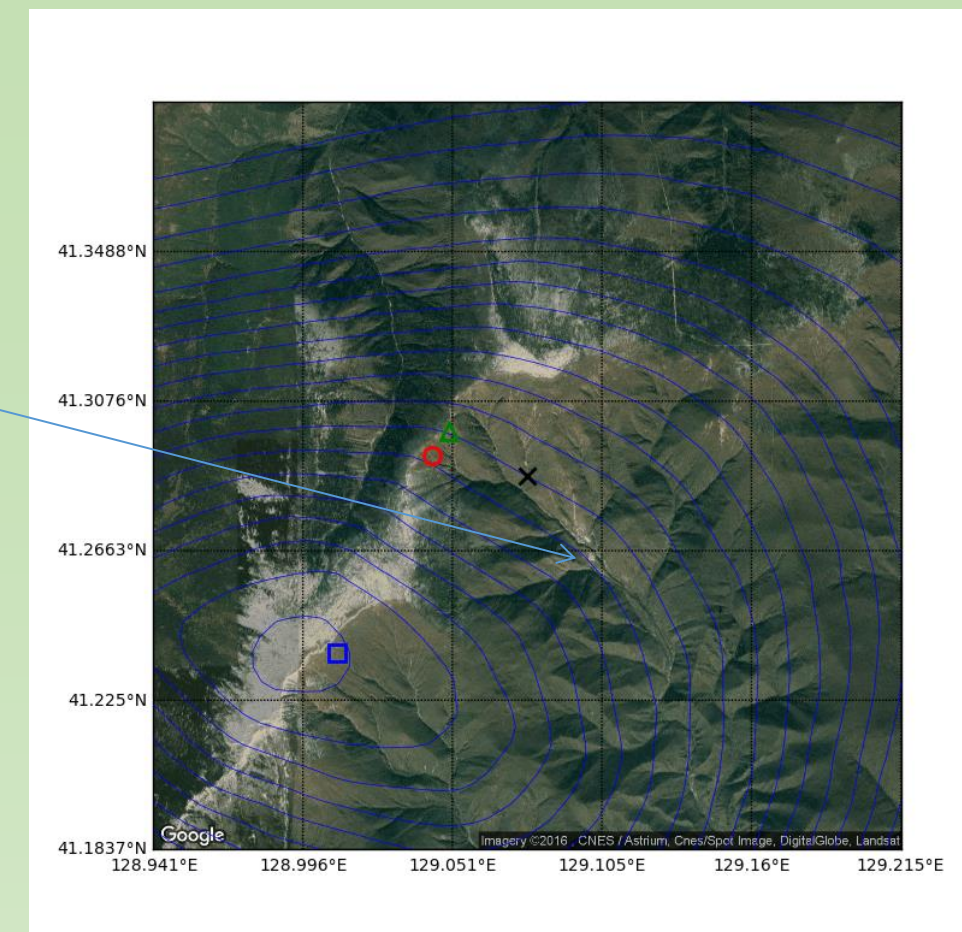 41.3488°N
41.3076°N
41.2663°N
41.225°N
41.1837°N
Google
Imagery ©2016 , CNES / Astrium, Cnes/Spot Image, DigitalGlobe, Landsat
128.941°E 128.996°E 129.051°E 129.105°E 129.16°E 129.215°E